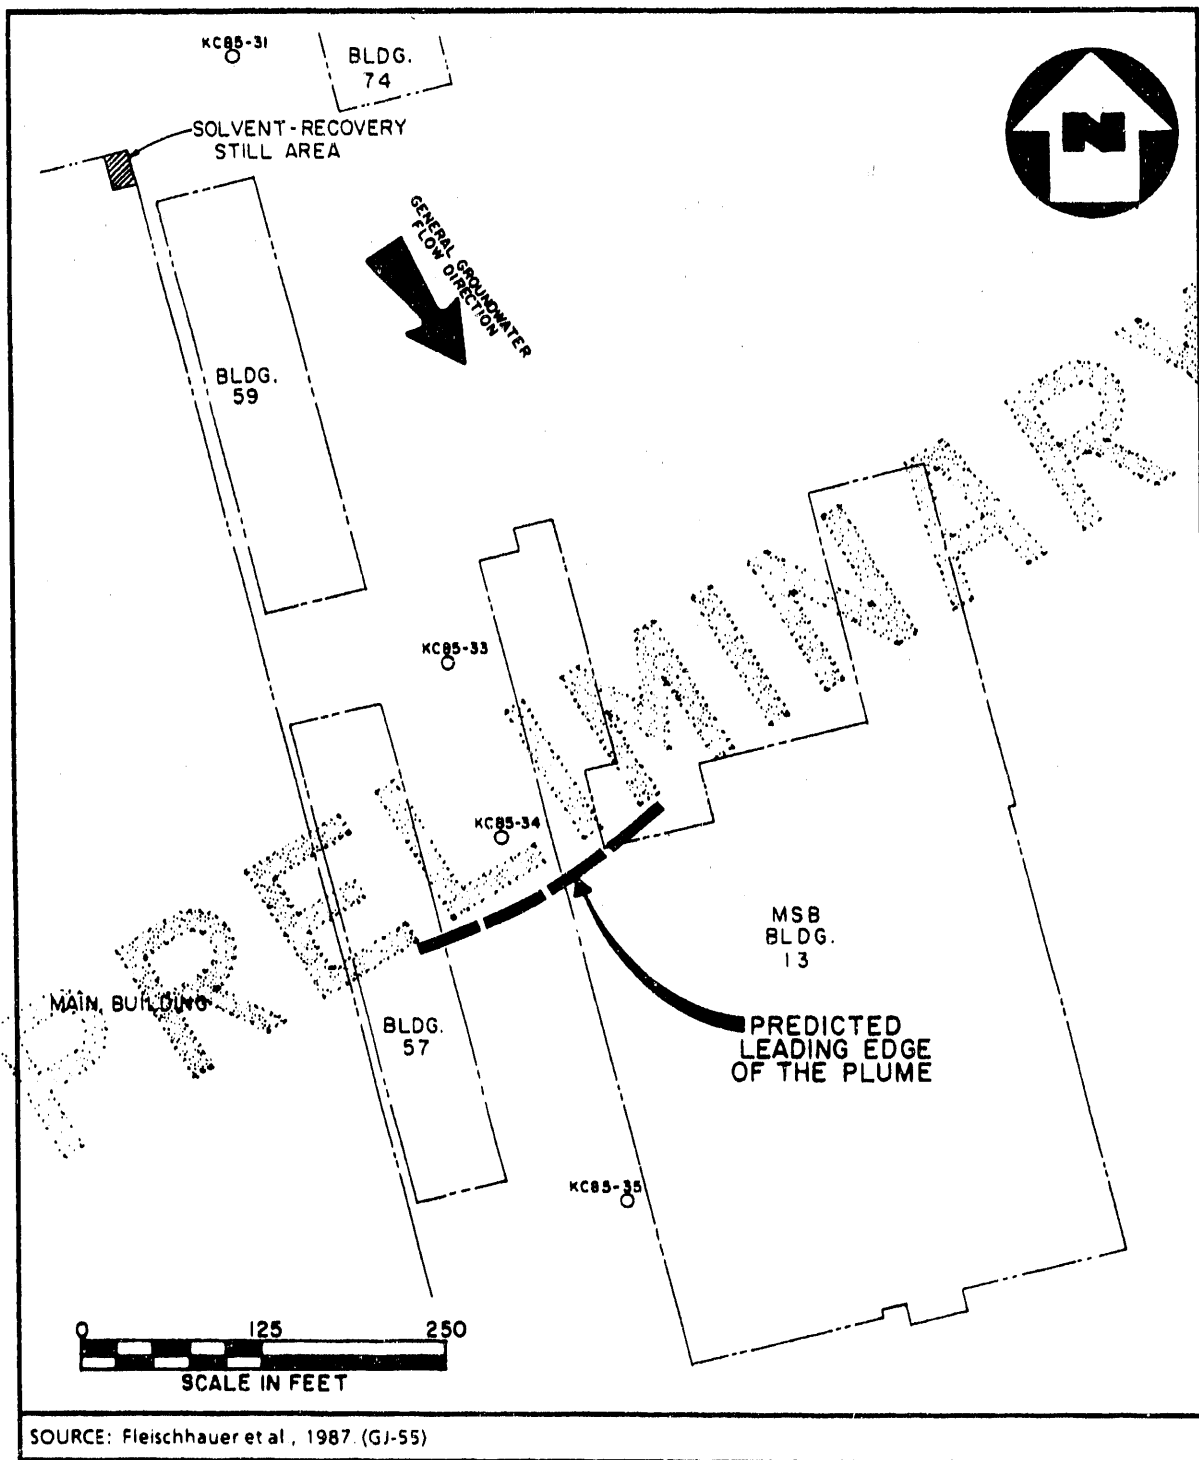 KC85-31
BLDG.
74
N
SOLVENT-RECOVERY
STILL AREA
GENERAL GROUNDWATER
FLOW DIRECTION
BLDG.
59
KC85-33
KC85-34
PRELIMINARY
MSB
BLDG.
13
MAIN BUILDING
BLDG.
57
PREDICTED
LEADING EDGE
OF THE PLUME
KC85-35
0 125 250
SCALE IN FEET
SOURCE: Fleischhauer et al, 1987. (GJ-55)